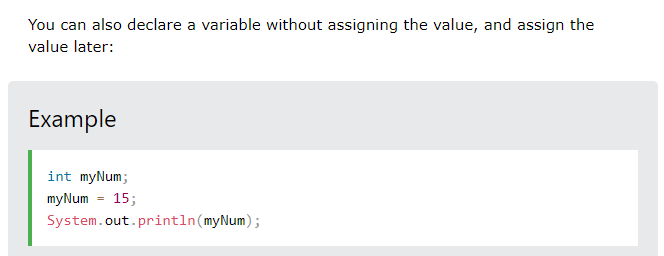 You can also declare a variable without assigning the value, and assign the
value later:
Example
int myNum;
myNum = 15;
System.out.println(myNum);